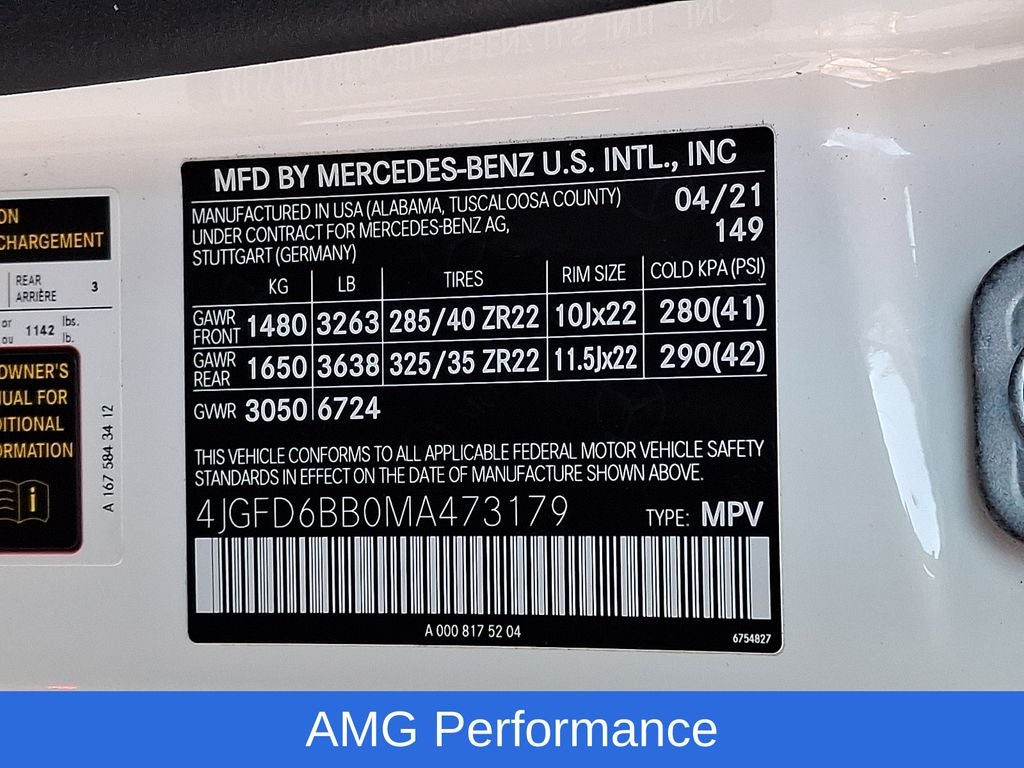 MFD BY MERCEDES-BENZ U.S. INTL., INC
MANUFACTURED IN USA (ALABAMA, TUSCALOOSA COUNTY) 04/21
UNDER CONTRACT FOR MERCEDES-BENZ AG, 149
STUTTGART (GERMANY)
KG LB TIRES RIM SIZE COLD KPA (PSI)
GAWR FRONT 1480 3263 285/40 ZR22 10Jx22 280(41)
GAWR REAR 1650 3638 325/35 ZR22 11.5Jx22 290(42)
GVWR 3050 6724
THIS VEHICLE CONFORMS TO ALL APPLICABLE FEDERAL MOTOR VEHICLE SAFETY
STANDARDS IN EFFECT ON THE DATE OF MANUFACTURE SHOWN ABOVE.
4JGFD6BB0MA473179 TYPE: MPV
A 000 817 52 04
6754827
ON
CHARGEMENT
REAR
ARRIÈRE 3
or
ou 1142 lbs.
lb.
OWNER'S
UAL FOR
DITIONAL
ORMATION
i
A 167 584 34 12
AMG Performance